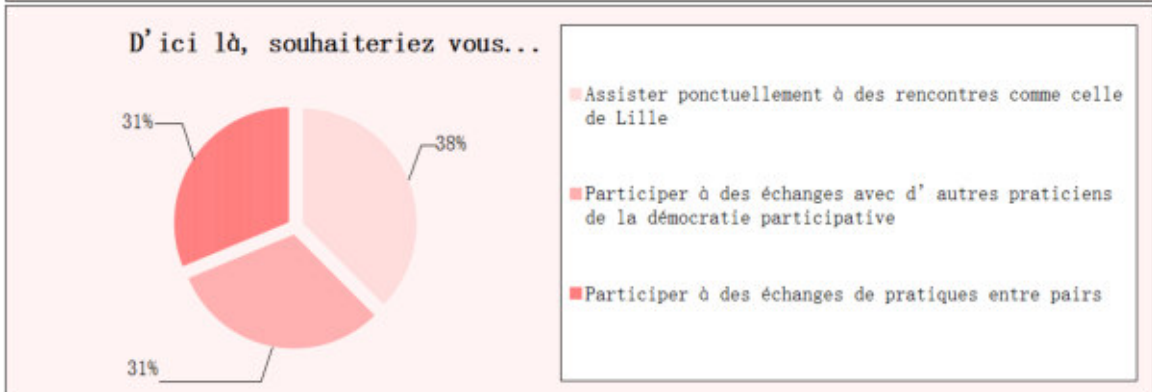 D'ici là, souhaiteriez vous...
31%
38%
31%
Assister ponctuellement à des rencontres comme celle
de Lille
Participer à des échanges avec d' autres praticiens
de la démocratie participative
Participer à des échanges de pratiques entre pairs